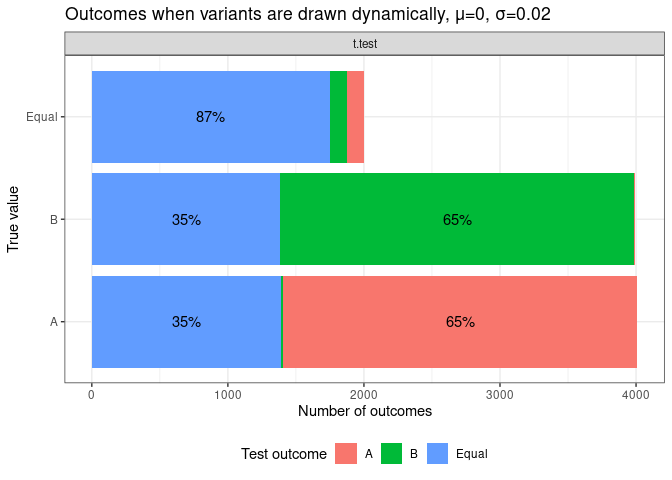 Outcomes when variants are drawn dynamically, μ=0, σ=0.02
t.test
Equal
B
A
True value
87%
35%
65%
35%
65%
0
1000
2000
3000
4000
Number of outcomes
Test outcome
A
B
Equal